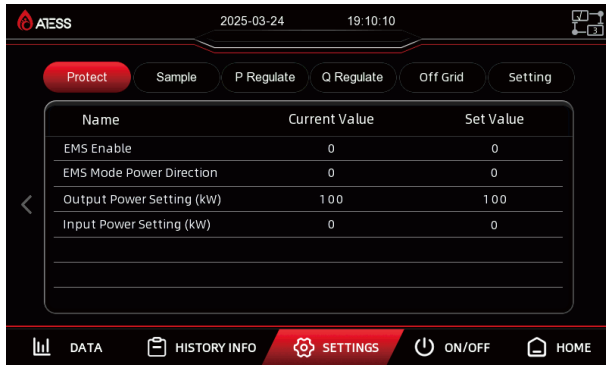 ATESS 2025-03-24 19:10:10
3
Protect Sample P Regulate Q Regulate Off Grid Setting
Name Current Value Set Value
EMS Enable 0 0
EMS Mode Power Direction 0 0
Output Power Setting (kW) 100 100
Input Power Setting (kW) 0 0
DATA HISTORY INFO SETTINGS ON/OFF HOME